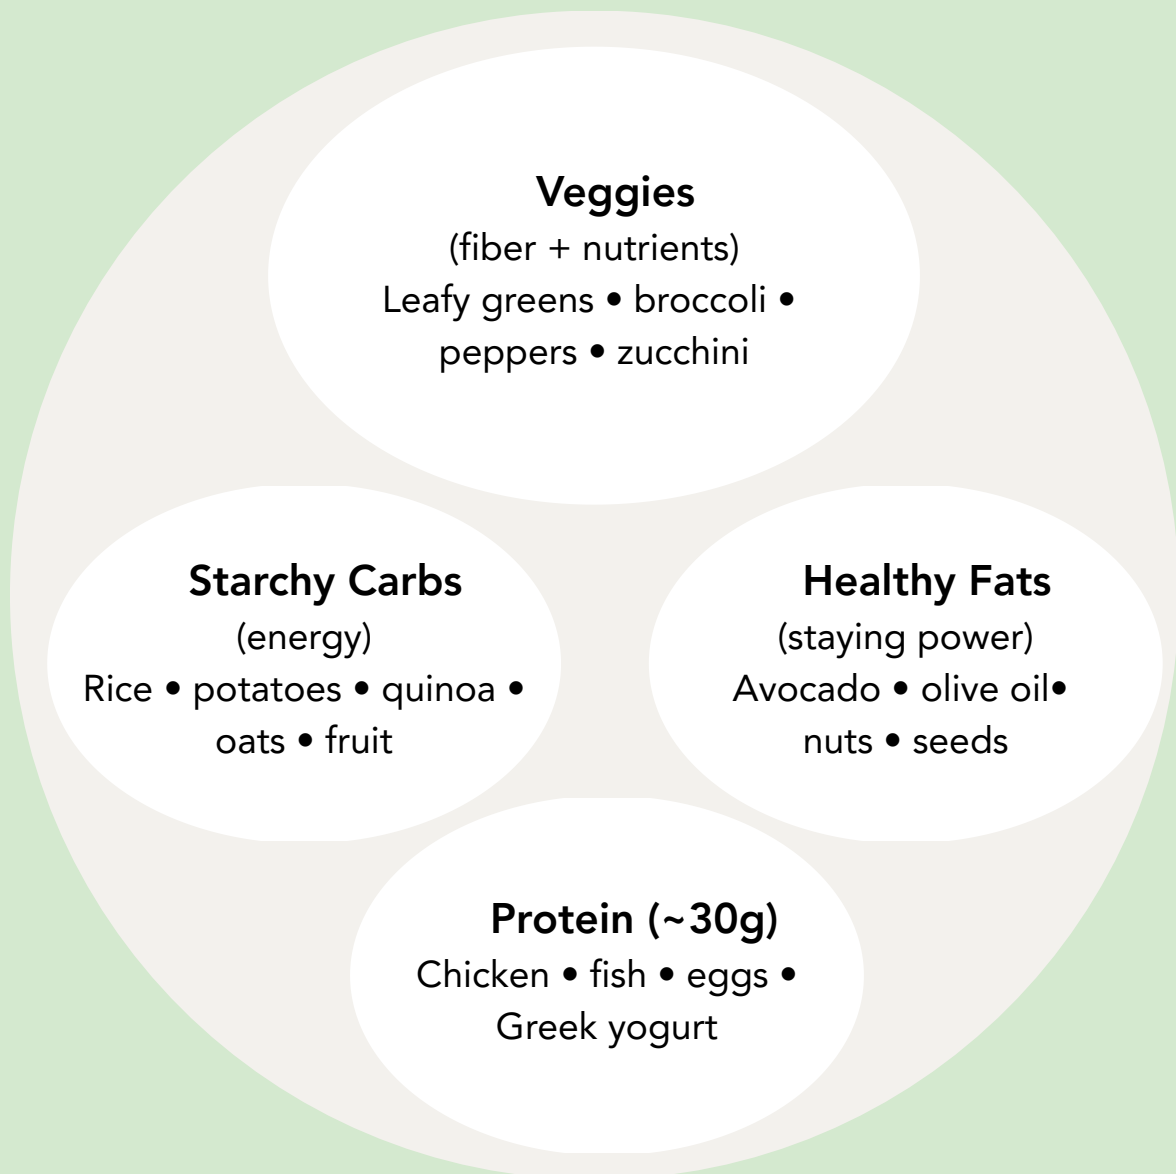 Veggies
(fiber + nutrients)
Leafy greens • broccoli •
peppers • zucchini
Starchy Carbs
(energy)
Rice • potatoes • quinoa •
oats • fruit
Healthy Fats
(staying power)
Avocado • olive oil•
nuts • seeds
Protein (~30g)
Chicken • fish • eggs •
Greek yogurt